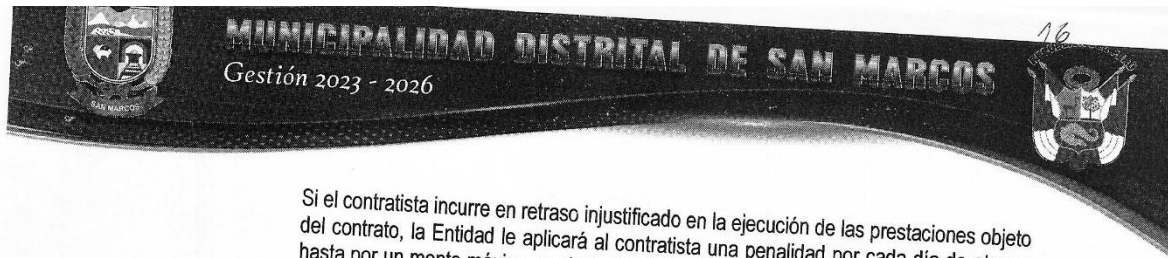 16
MUNICIPALIDAD DISTRITAL DE SAN MARCOS
Gestión 2023 - 2026
SAN MARCOS
Si el contratista incurre en retraso injustificado en la ejecución de las prestaciones objeto
del contrato, la Entidad le aplicará al contratista una penalidad por cada día de
hasta por un monto